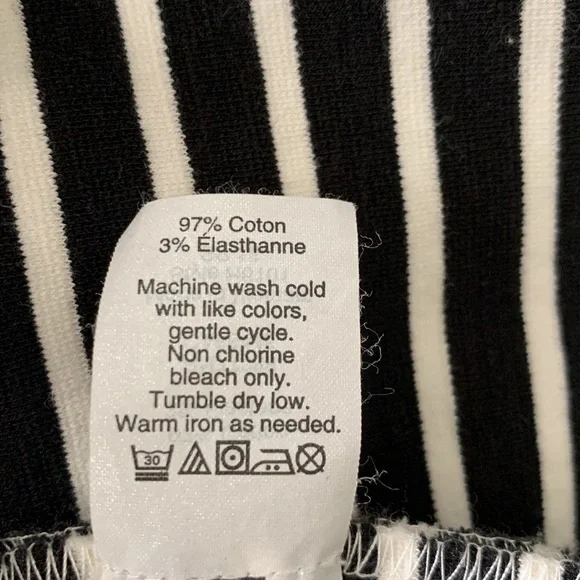 97% Coton
3% Élasthanne
Machine wash cold
with like colors,
gentle cycle.
Non chlorine
bleach only.
Tumble dry low.
Warm iron as needed.
30